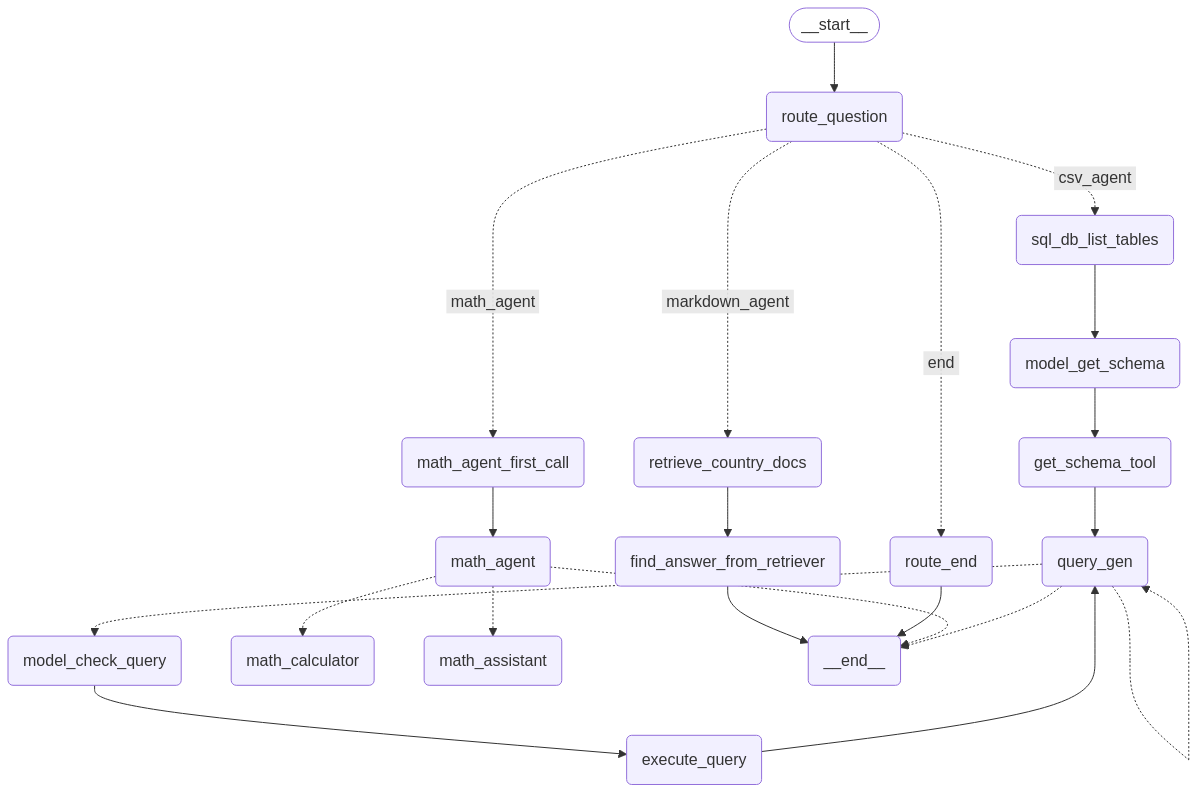 __start__
route_question
csv_agent
sql_db_list_tables
math_agent
markdown_agent
end
model_get_schema
math_agent_first_call
retrieve_country_docs
get_schema_tool
math_agent
find_answer_from_retriever
route_end
query_gen
model_check_query
math_calculator
math_assistant
__end__
execute_query